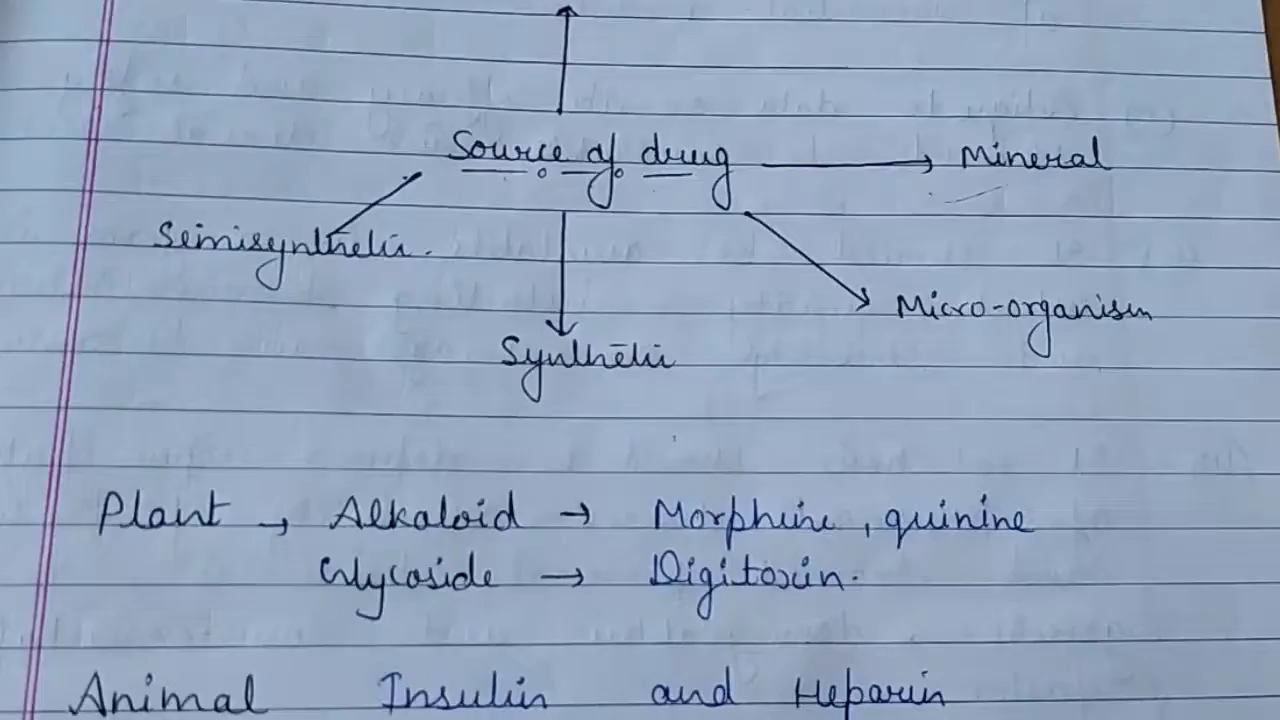 Source of drug → Mineral
Semisynthetic.
Micro-organism
Synthetic
Plant → Alkaloid → Morphine, quinine
Glycoside → Digitoxin.
Animal Insulin and Heparin